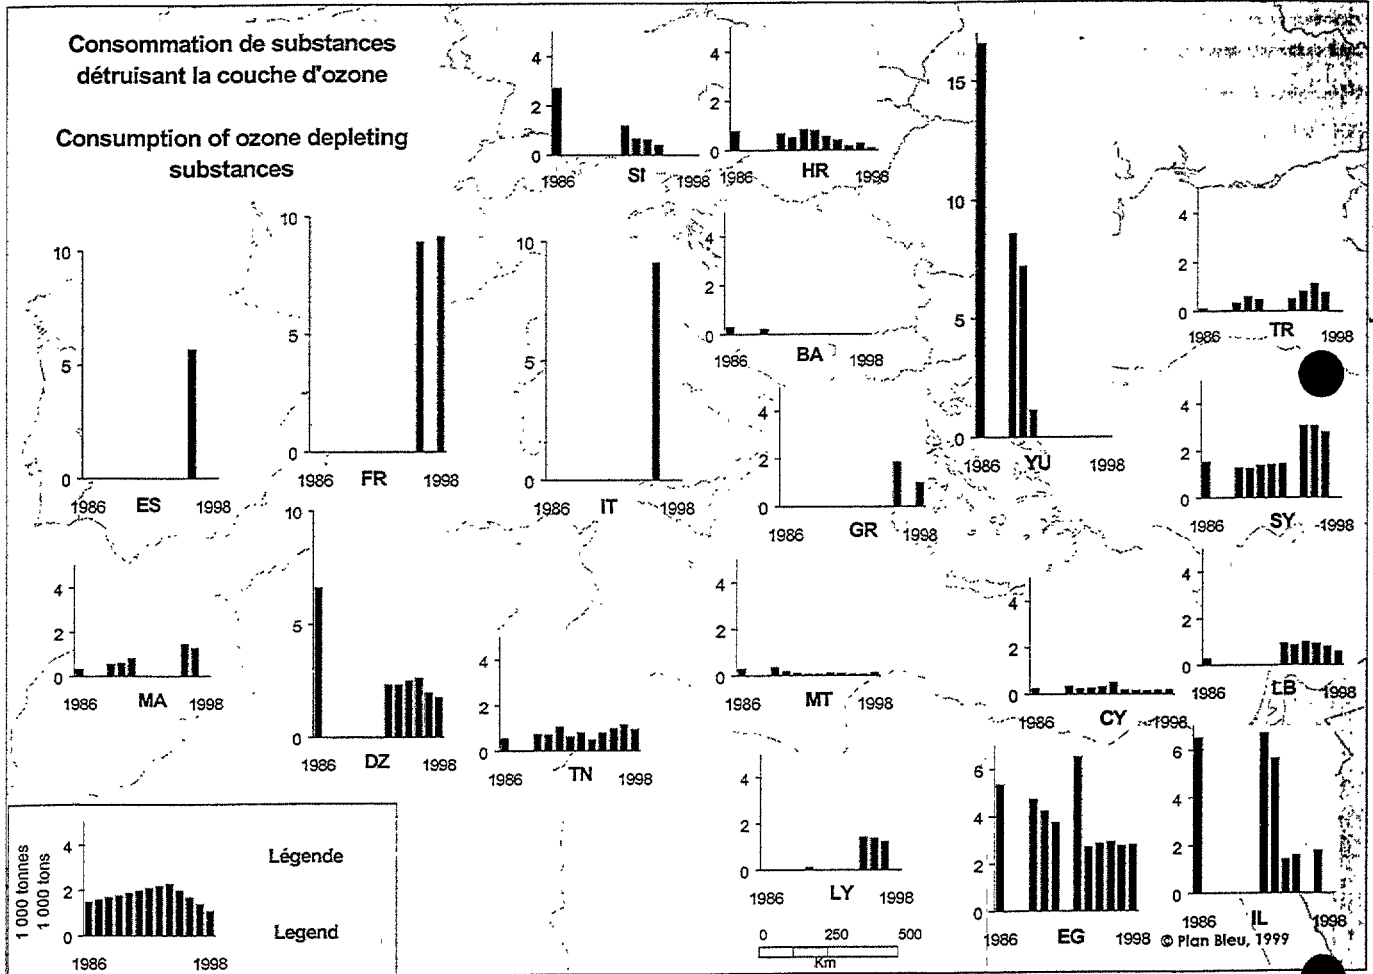 Consommation de substances
détruisant la couche d'ozone
Consumption of ozone depleting
substances
4
2
0
1986 SI 1998
4
2
0
1986 HR 1998
15
10
5
0
1986 YU 1998
4
2
0
1986 TR 1998
10
5
0
1986 ES 1998
10
5
0
1986 FR 1998
10
5
0
1986 IT 1998
4
2
0
1986 BA 1998
4
2
0
1986 GR 1998
4
2
0
1986 SY 1998
4
2
0
1986 MA 1998
10
5
0
1986 DZ 1998
4
2
0
1986 TN 1998
4
2
0
1986 MT 1998
4
2
0
1986 CY 1998
4
2
0
1986 LB 1998
4
2
0
1986 LY 1998
6
4
2
0
1986 EG 1998
6
4
2
0
1986 IL 1998
1 000 tonnes
1 000 tons
4
2
0
1986 1998
Légende
Legend
0 250 500
Km
© Plan Bleu, 1999